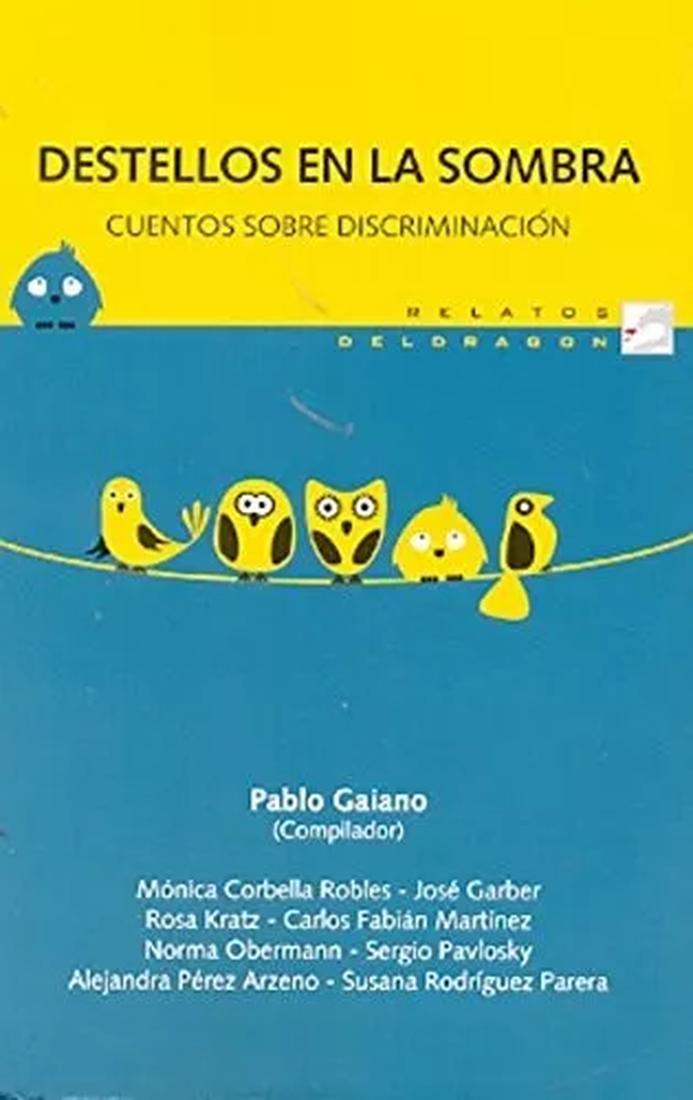 DESTELLOS EN LA SOMBRA
CUENTOS SOBRE DISCRIMINACIÓN
RELATOS
DELDRAGON
Pablo Gaiano
(Compilador)
Mónica Corbella Robles - José Garber
Rosa Kratz - Carlos Fabián Martínez
Norma Obermann - Sergio Pavlosky
Alejandra Pérez Arzeno - Susana Rodríguez Parera